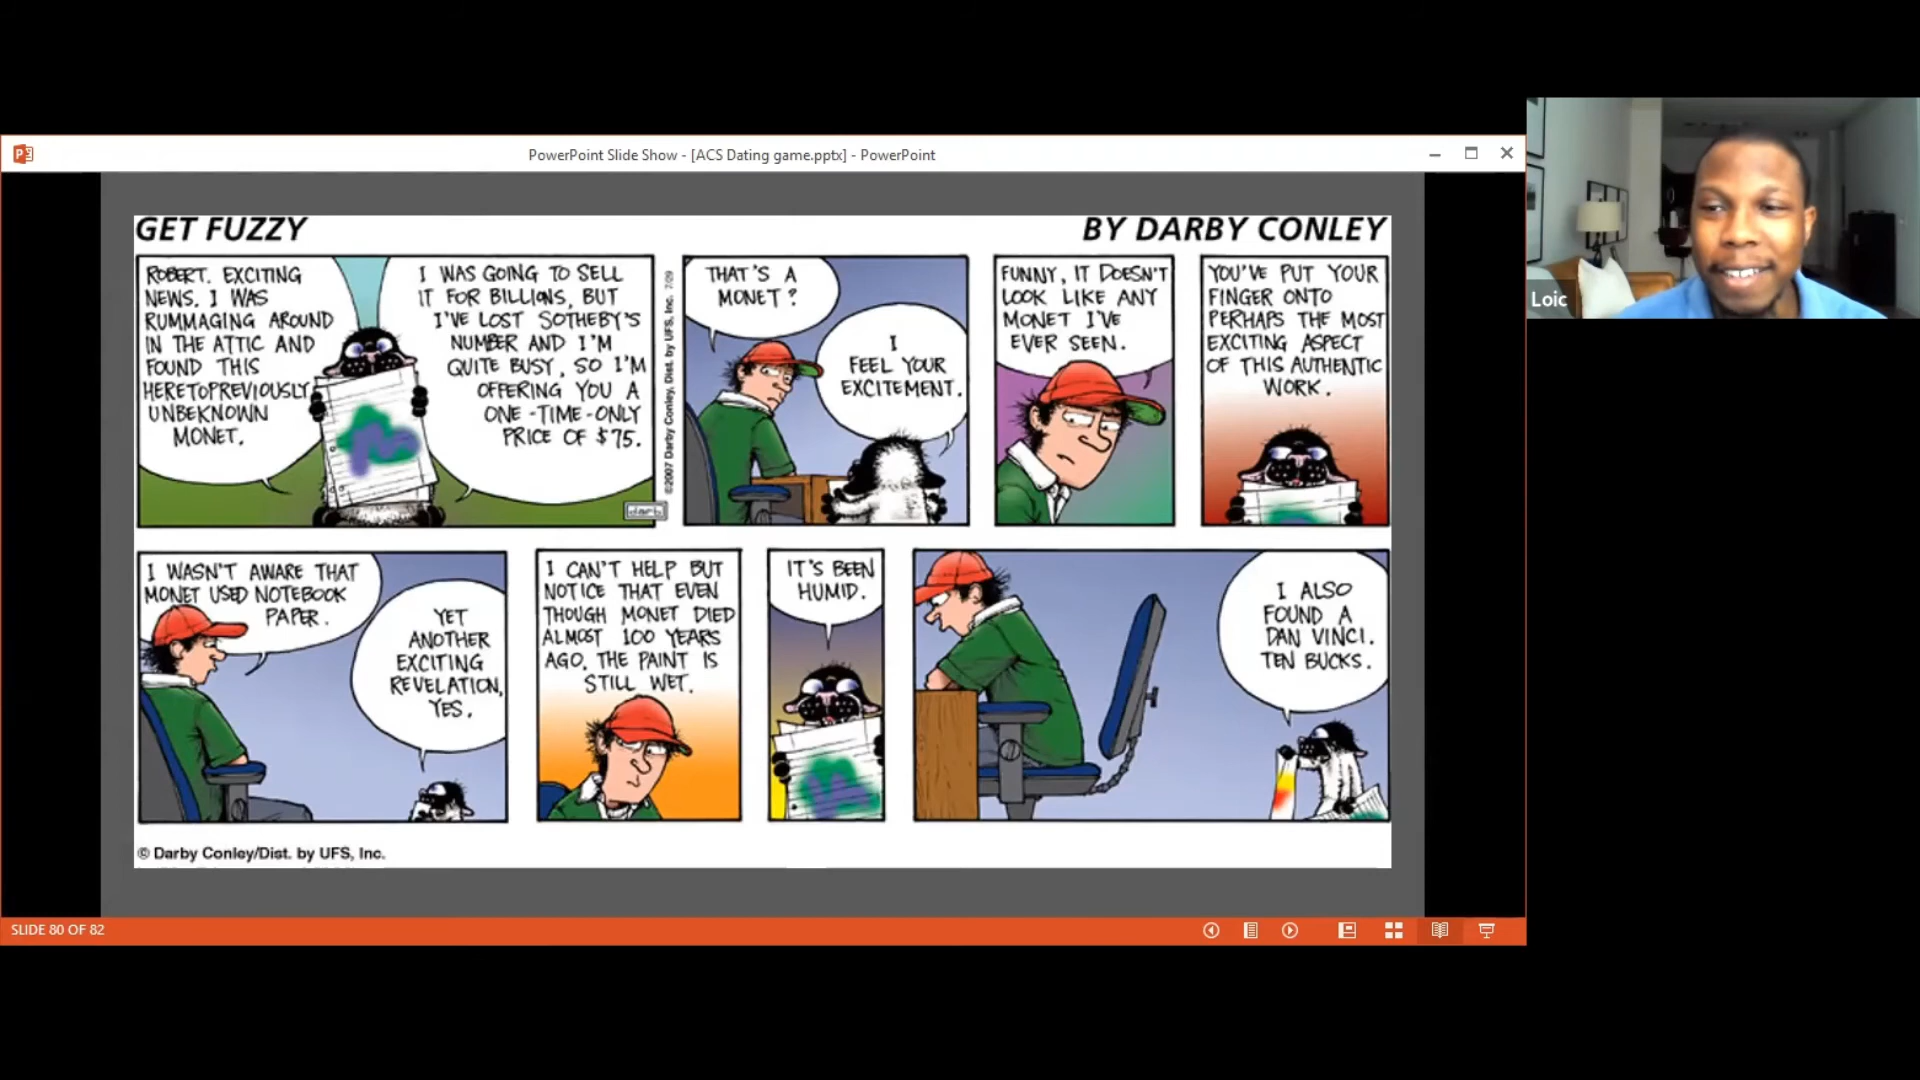 PowerPoint Slide Show - [ACS Dating game.pptx] - PowerPoint
GET FUZZY
BY DARBY CONLEY
ROBERT. EXCITING
NEWS. I WAS
RUMMAGING AROUND
IN THE ATTIC AND
FOUND THIS
HERETOPREVIOUSLY
UNBEKNOWN
MONET.
I WAS GOING TO SELL
IT FOR BILLIONS, BUT
I'VE LOST SOTHEBY'S
NUMBER AND I'M
QUITE BUSY, SO I'M
OFFERING YOU A
ONE-TIME-ONLY
PRICE OF $75.
darb
©2007 Darby Conley, Dist. by UFS, Inc. 7/29
THAT'S A
MONET?
I
FEEL YOUR
EXCITEMENT.
FUNNY, IT DOESN'T
LOOK LIKE ANY
MONET I'VE
EVER SEEN.
YOU'VE PUT YOUR
FINGER ONTO
PERHAPS THE MOST
EXCITING ASPECT
OF THIS AUTHENTIC
WORK.
I WASN'T AWARE THAT
MONET USED NOTEBOOK
PAPER.
YET
ANOTHER
EXCITING
REVELATION,
YES.
I CAN'T HELP BUT
NOTICE THAT EVEN
THOUGH MONET DIED
ALMOST 100 YEARS
AGO, THE PAINT IS
STILL WET.
IT'S BEEN
HUMID.
I ALSO
FOUND A
DAN VINCI.
TEN BUCKS.
© Darby Conley/Dist. by UFS, Inc.
SLIDE 80 OF 82
Loic